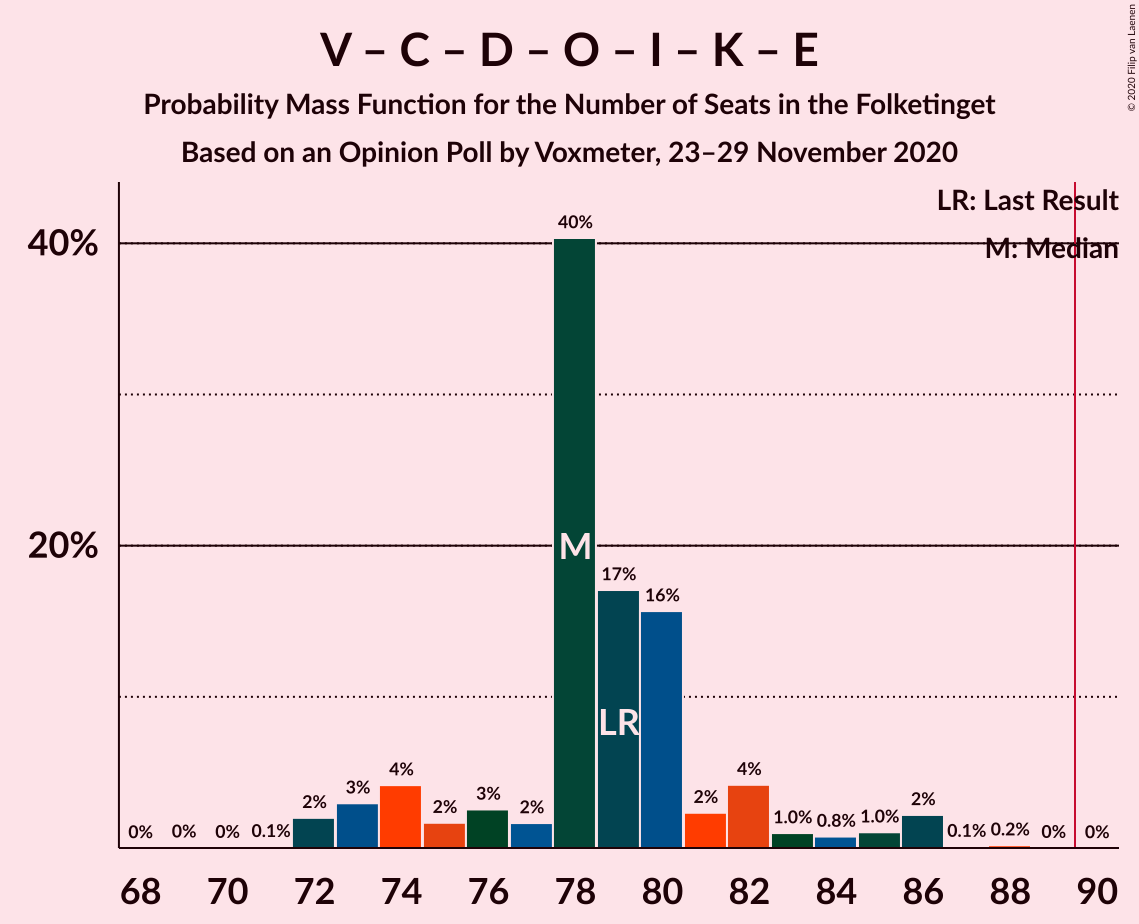 V – C – D – O – I – K – E
Probability Mass Function for the Number of Seats in the Folketinget
Based on an Opinion Poll by Voxmeter, 23–29 November 2020
© 2020 Filip van Laenen
LR: Last Result
M: Median
40%
20%
0% 0% 0% 0.1% 2% 3% 4% 2% 3% 2% 40% 17% 16% 2% 4% 1.0% 0.8% 1.0% 2% 0.1% 0.2% 0% 0%
M
LR
68 70 72 74 76 78 80 82 84 86 88 90